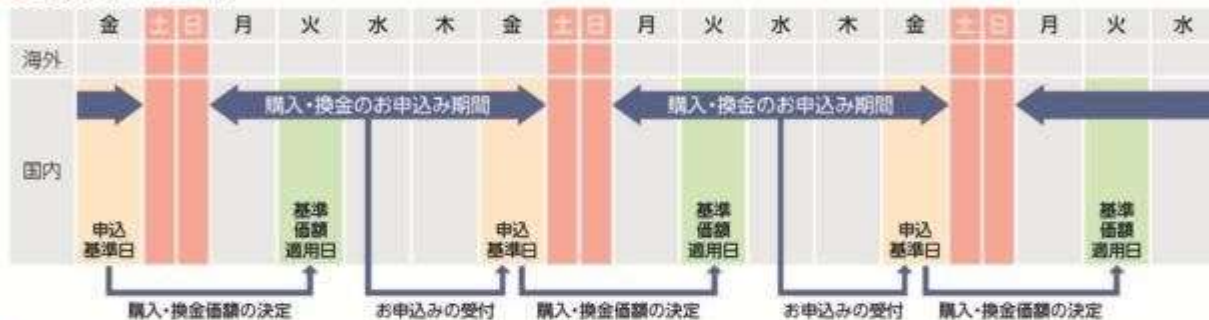 金 土 日 月 火 水 木 金 土 日 月 火 水 木 金 土 日 月 火 水
海外
購入・換金のお申込み期間 購入・換金のお申込み期間
国内
申込
基準日
基準
価額
適用日
申込
基準日
基準
価額
適用日
申込
基準日
基準
価額
適用日
購入・換金価額の決定 お申込みの受付 購入・換金価額の決定 お申込みの受付 購入・換金価額の決定